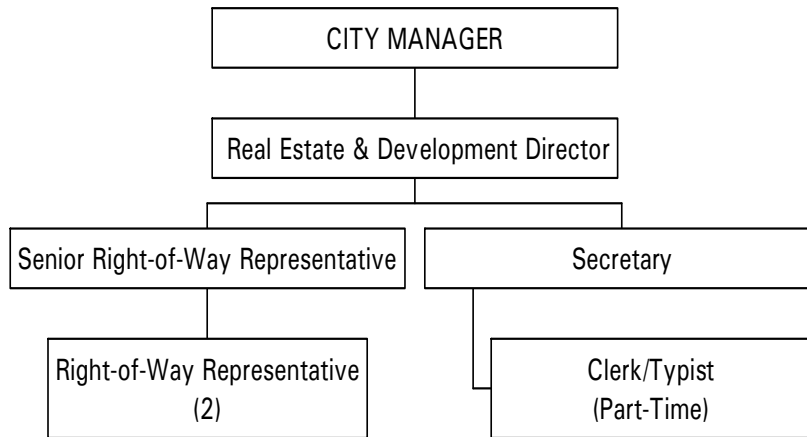 CITY MANAGER
Real Estate & Development Director
Senior Right-of-Way Representative
Secretary
Right-of-Way Representative
(2)
Clerk/Typist
(Part-Time)